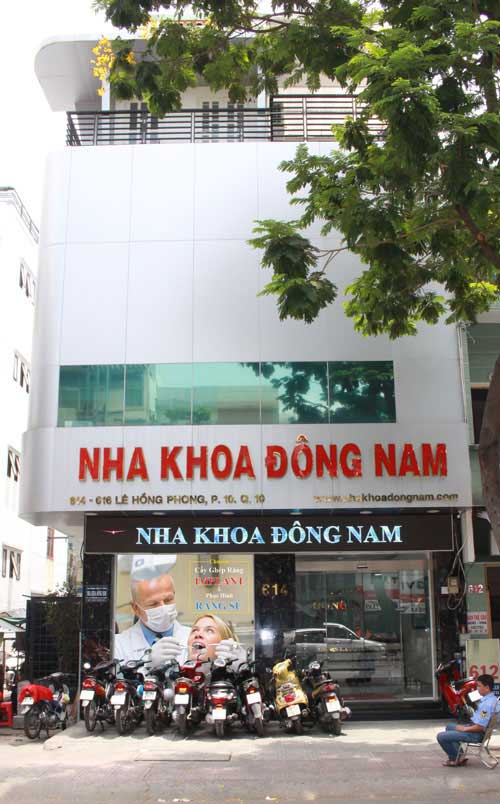 NHA KHOA ĐÔNG NAM
614 - 616 LÊ HỒNG PHONG, P. 10. Q. 10
www.nhakhoadongnam.com
NHA KHOA ĐÔNG NAM
Cấy Ghép Răng
IMPLANT
Phục Hình
RĂNG SỨ
614
612
612